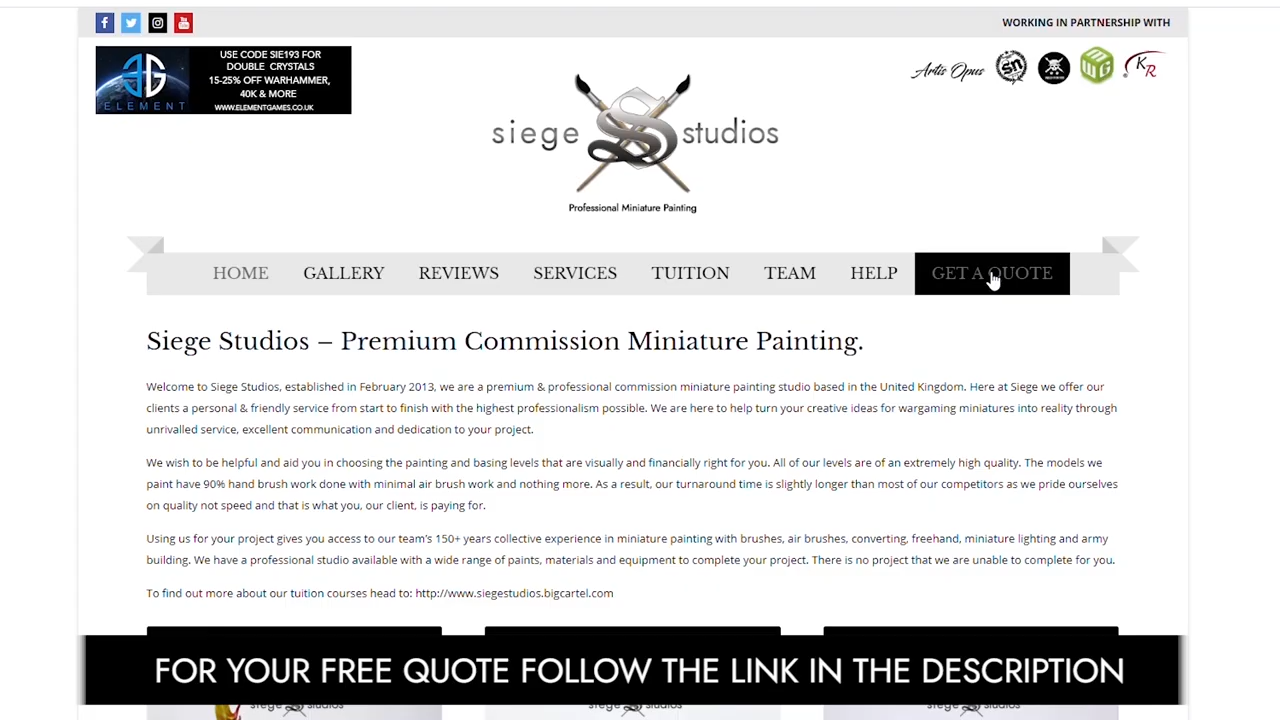 WORKING IN PARTNERSHIP WITH
USE CODE SIE193 FOR
DOUBLE CRYSTALS
15-25% OFF WARHAMMER,
40K & MORE
WWW.ELEMENTGAMES.CO.UK
ELEMENT
Artis Opus
KR
siege studios
Professional Miniature Painting
HOME GALLERY REVIEWS SERVICES TUITION TEAM HELP GET A QUOTE
Siege Studios – Premium Commission Miniature Painting.
Welcome to Siege Studios, established in February 2013, we are a premium & professional commission miniature painting studio based in the United Kingdom. Here at Siege we offer our
clients a personal & friendly service from start to finish with the highest professionalism possible. We are here to help turn your creative ideas for wargaming miniatures into reality through
unrivalled service, excellent communication and dedication to your project.
We wish to be helpful and aid you in choosing the painting and basing levels that are visually and financially right for you. All of our levels are of an extremely high quality. The models we
paint have 90% hand brush work done with minimal air brush work and nothing more. As a result, our turnaround time is slightly longer than most of our competitors as we pride ourselves
on quality not speed and that is what you, our client, is paying for.
Using us for your project gives you access to our team's 150+ years collective experience in miniature painting with brushes, air brushes, converting, freehand, miniature lighting and army
building. We have a professional studio available with a wide range of paints, materials and equipment to complete your project. There is no project that we are unable to complete for you.
To find out more about our tuition courses head to: http://www.siegestudios.bigcartel.com
FOR YOUR FREE QUOTE FOLLOW THE LINK IN THE DESCRIPTION